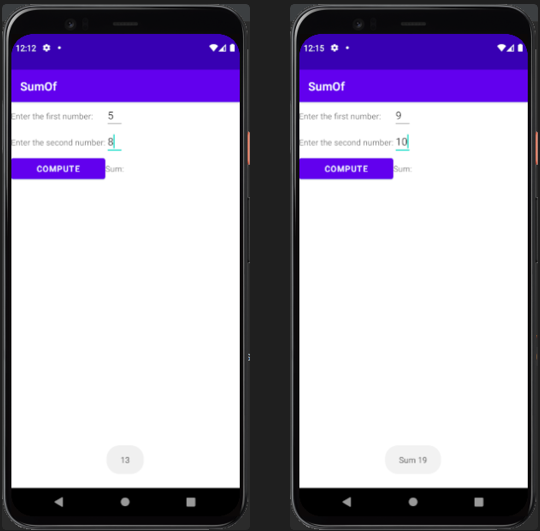 12:12
SumOf
Enter the first number: 5
Enter the second number: 8
COMPUTE Sum:
13
12:15
SumOf
Enter the first number: 9
Enter the second number: 10
COMPUTE Sum:
Sum 19